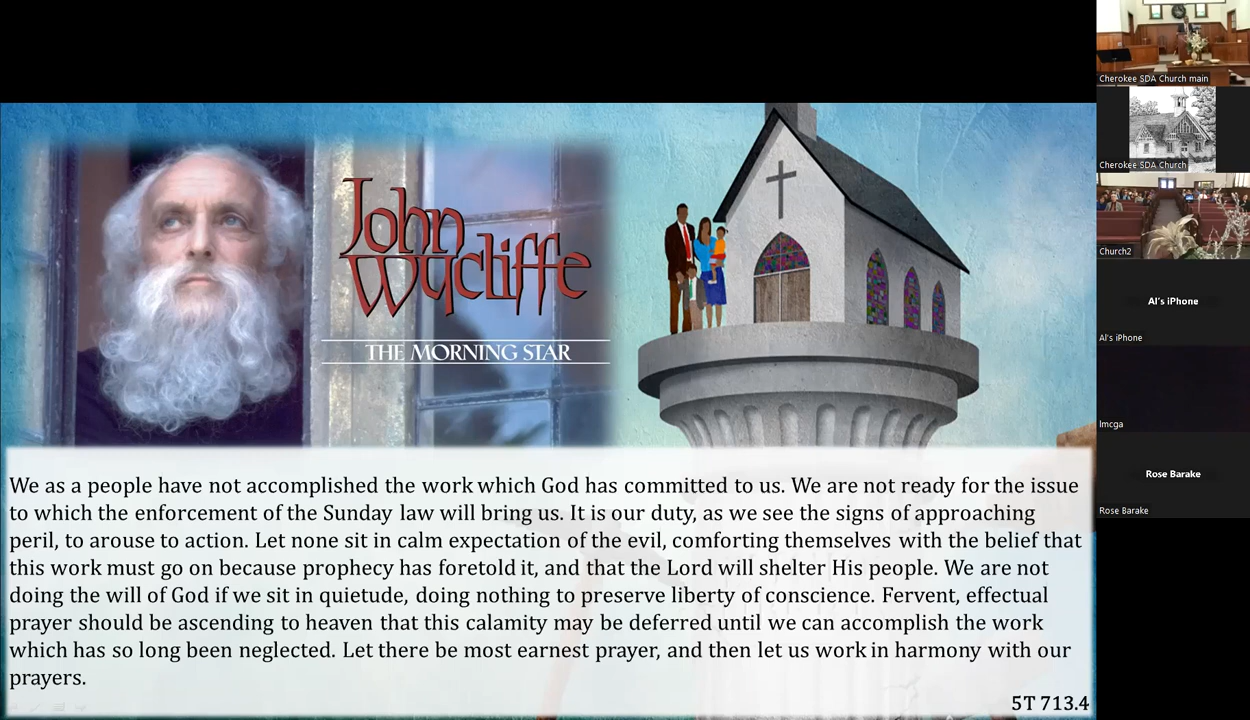 John
Wycliffe
THE MORNING STAR
We as a people have not accomplished the work which God has committed to us. We are not ready for the issue
to which the enforcement of the Sunday law will bring us. It is our duty, as we see the signs of approaching
peril, to arouse to action. Let none sit in calm expectation of the evil, comforting themselves with the belief that
this work must go on because prophecy has foretold it, and that the Lord will shelter His people. We are not
doing the will of God if we sit in quietude, doing nothing to preserve liberty of conscience. Fervent, effectual
prayer should be ascending to heaven that this calamity may be deferred until we can accomplish the work
which has so long been neglected. Let there be most earnest prayer, and then let us work in harmony with our
prayers.
5T 713.4
Cherokee SDA Church main
Cherokee SDA Church
Church2
Al's iPhone
Al's iPhone
lmcga
Rose Barake
Rose Barake